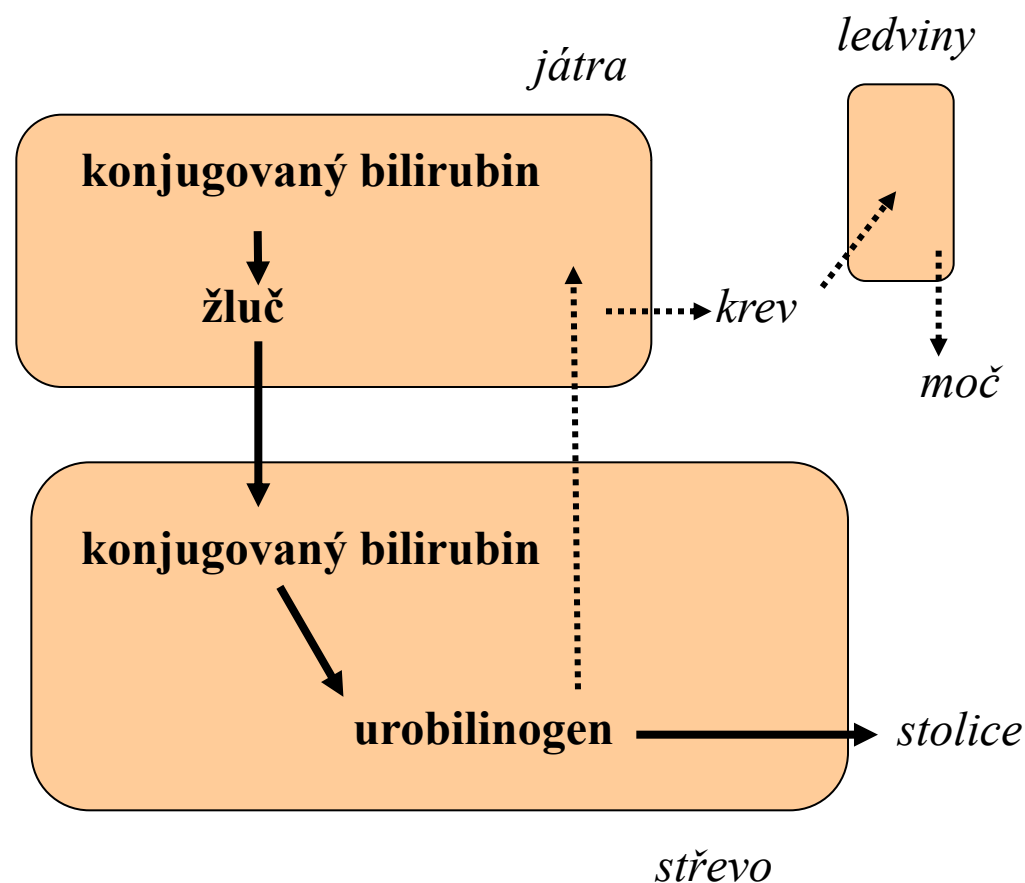 ledviny
játra
konjugovaný bilirubin
žluč
krev
moč
konjugovaný bilirubin
urobilinogen
stolice
střevo